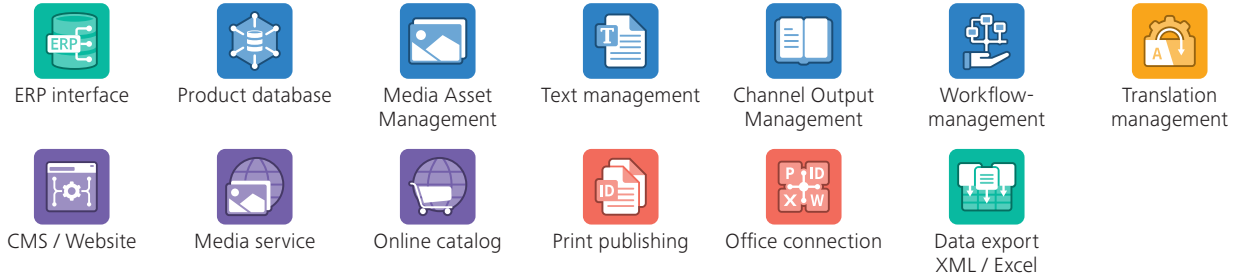 ERP
T
A
ERP interface
Product database
Media Asset
Management
Text management
Channel Output
Management
Workflow-
management
Translation
management
ID
P ID
X W
CMS / Website
Media service
Online catalog
Print publishing
Office connection
Data export
XML / Excel